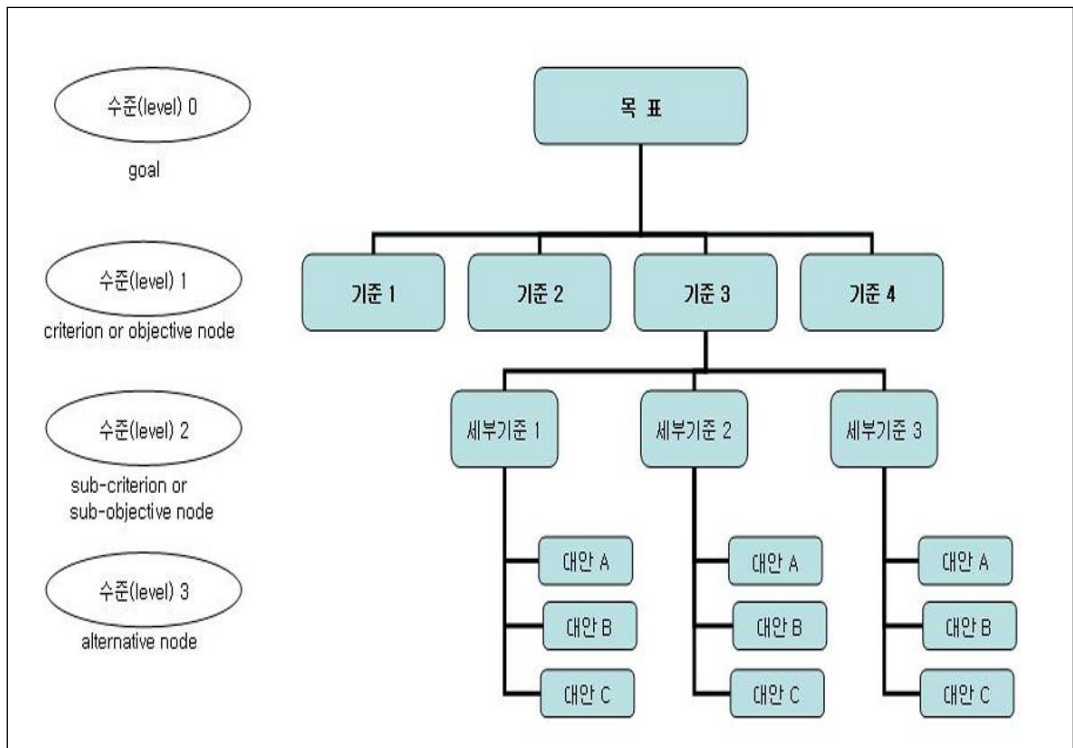 수준(level) 0
목 표
goal
수준(level) 1
기준 1
기준 2
기준 3
기준 4
criterion or objective node
수준(level) 2
세부기준 1
세부기준 2
세부기준 3
sub-criterion or
sub-objective node
수준(level) 3
대안 A
대안 A
대안 A
alternative node
대안 B
대안 B
대안 B
대안 C
대안 C
대안 C